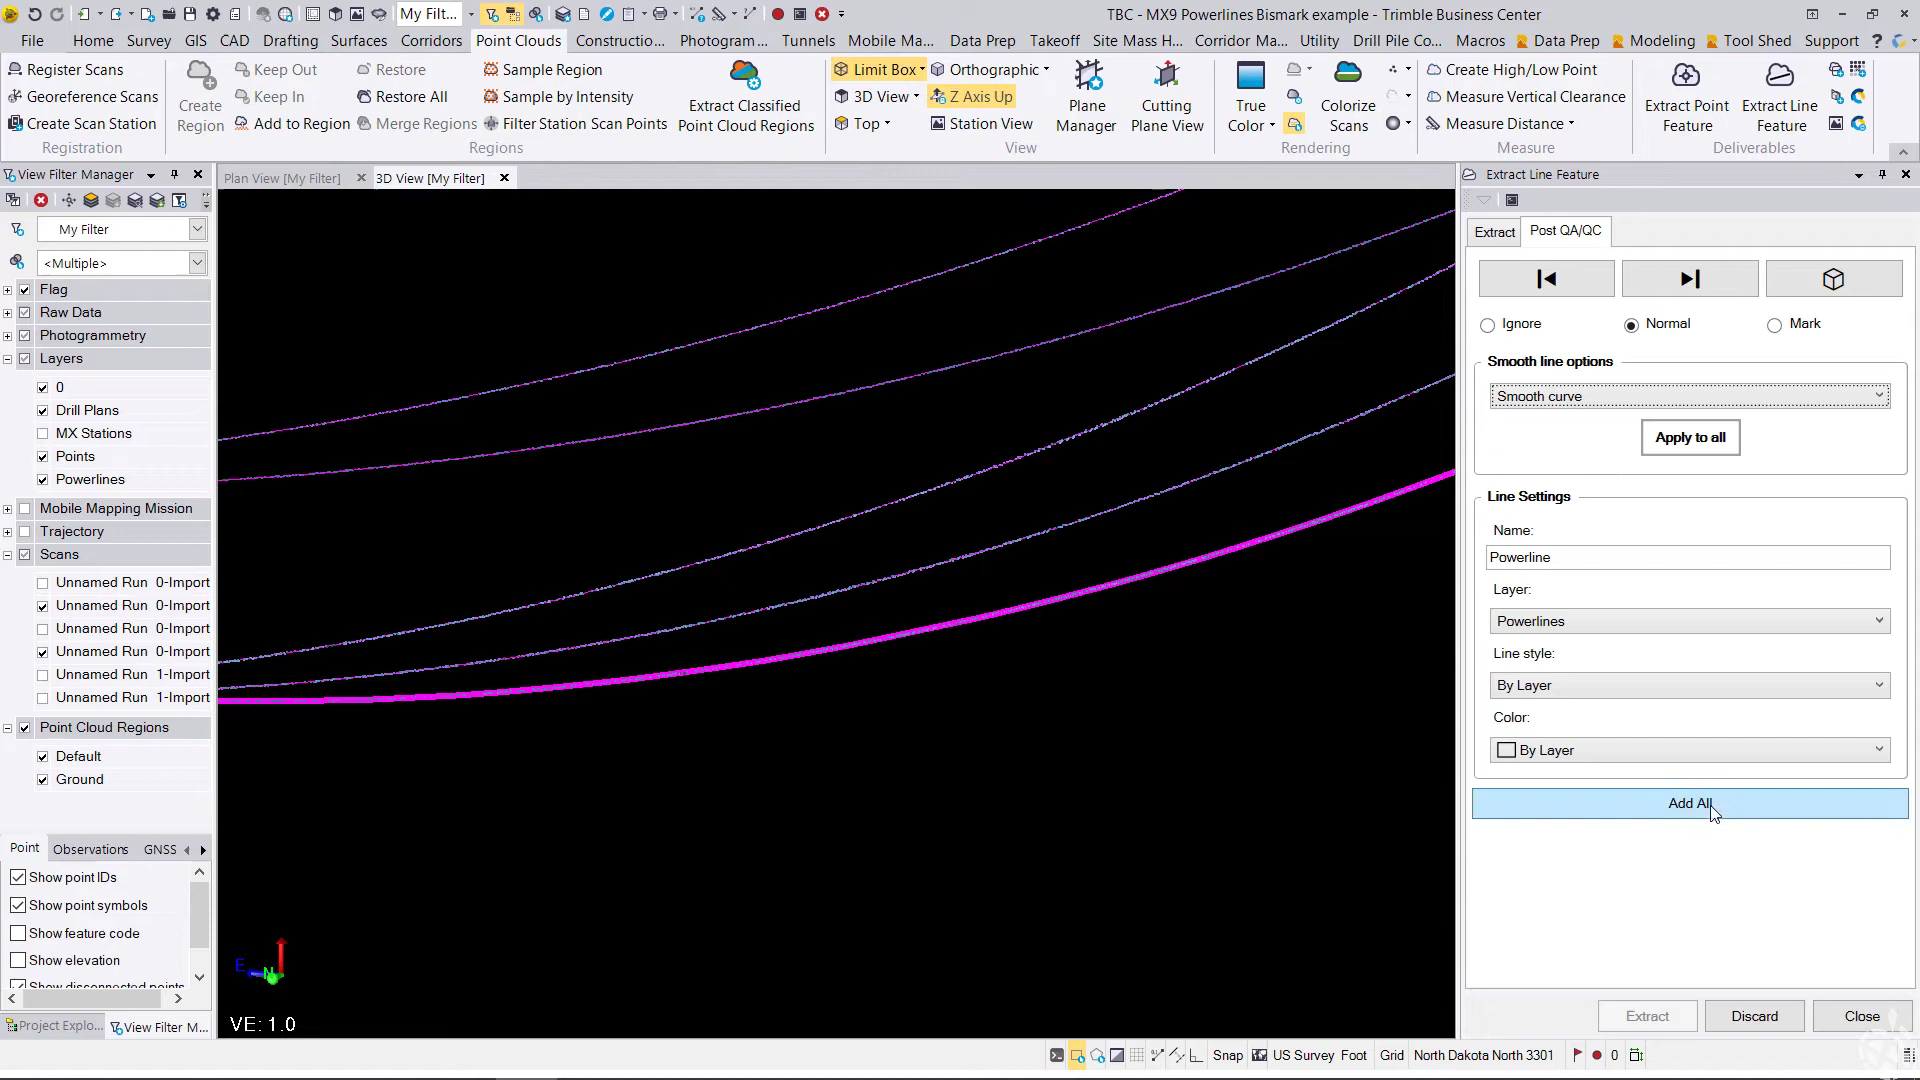 My Filt...
TBC - MX9 Powerlines Bismark example - Trimble Business Center
File Home Survey GIS CAD Drafting Surfaces Corridors Point Clouds Constructio... Photogram... Tunnels Mobile Ma... Data Prep Takeoff Site Mass H... Corridor Ma... Utility Drill Pile Co... Macros Data Prep Modeling Tool Shed Support
Register Scans
Georeference Scans
Create Scan Station
Registration
Create Region
Keep Out
Keep In
Add to Region
Restore
Restore All
Merge Regions
Sample Region
Sample by Intensity
Filter Station Scan Points
Extract Classified
Point Cloud Regions
Regions
Limit Box
3D View
Top
Orthographic
Z Axis Up
Station View
Plane Manager
Cutting Plane View
View
True Color
Colorize Scans
Rendering
Create High/Low Point
Measure Vertical Clearance
Measure Distance
Measure
Extract Point Feature
Extract Line Feature
Deliverables
View Filter Manager
My Filter
<Multiple>
Flag
Raw Data
Photogrammetry
Layers
0
Drill Plans
MX Stations
Points
Powerlines
Mobile Mapping Mission
Trajectory
Scans
Unnamed Run 0-Import
Unnamed Run 0-Import
Unnamed Run 0-Import
Unnamed Run 0-Import
Unnamed Run 1-Import
Unnamed Run 1-Import
Point Cloud Regions
Default
Ground
Point Observations GNSS
Show point IDs
Show point symbols
Show feature code
Show elevation
Show disconnected points
Project Explo...
View Filter M...
Plan View [My Filter]
3D View [My Filter]
E
N
VE: 1.0
Extract Line Feature
Extract
Post QA/QC
Ignore
Normal
Mark
Smooth line options
Smooth curve
Apply to all
Line Settings
Name:
Powerline
Layer:
Powerlines
Line style:
By Layer
Color:
By Layer
Add All
Extract
Discard
Close
Snap
US Survey Foot
Grid
North Dakota North 3301
0